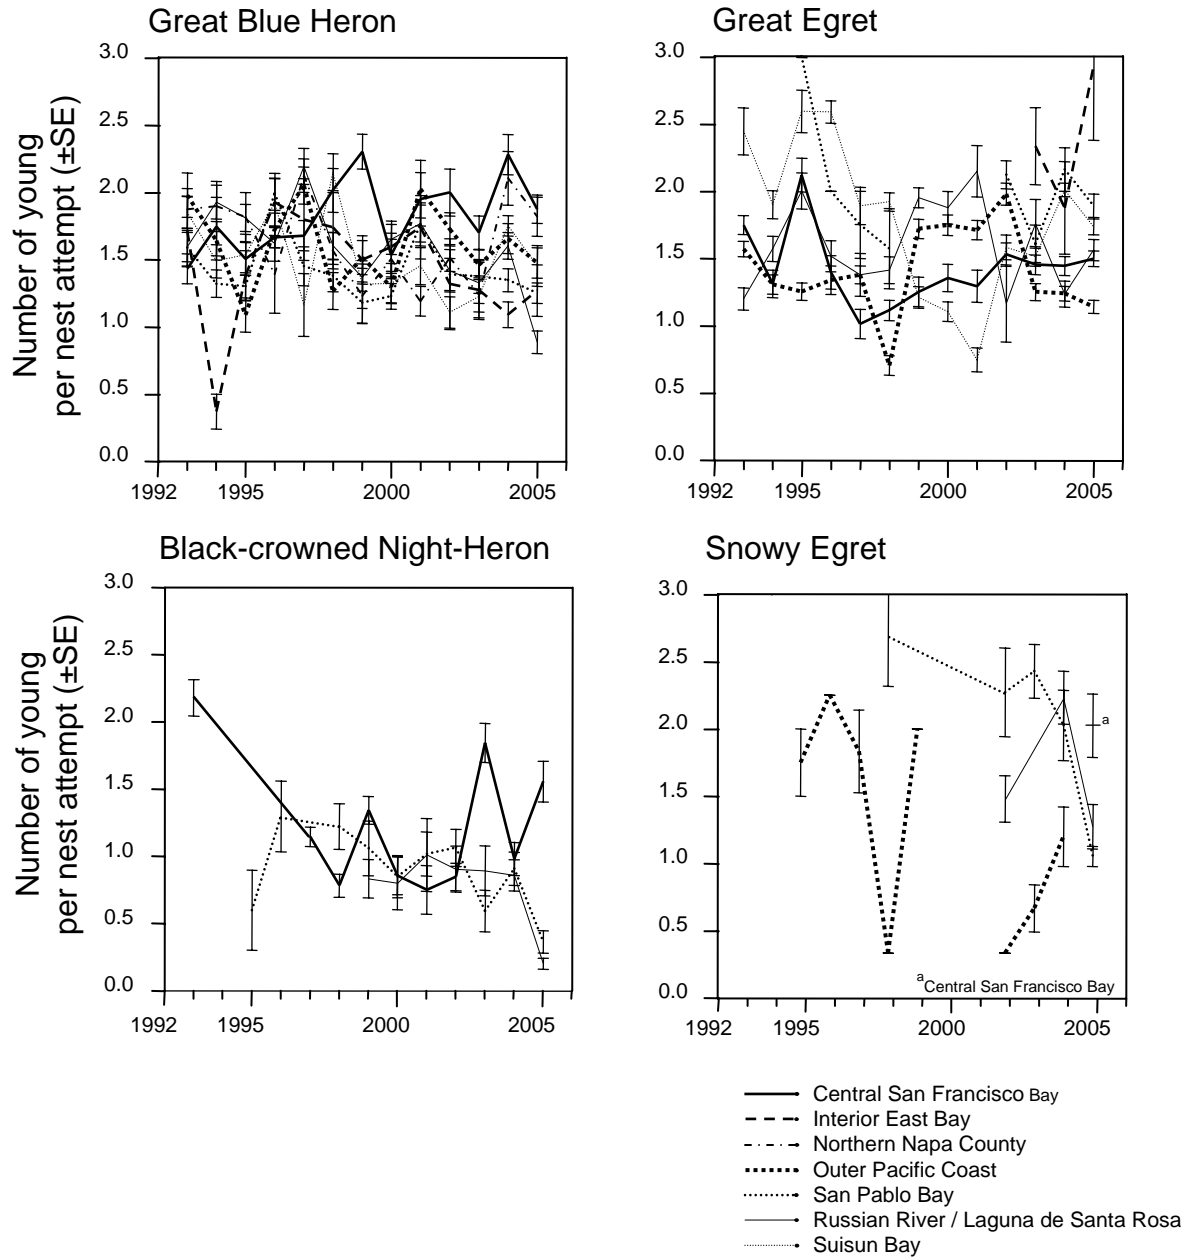 Great Blue Heron
Number of young
per nest attempt (±SE)
3.0
2.5
2.0
1.5
1.0
0.5
0.0
1992
1995
2000
2005
Great Egret
3.0
2.5
2.0
1.5
1.0
0.5
0.0
1992
1995
2000
2005
Black-crowned Night-Heron
Number of young
per nest attempt (±SE)
3.0
2.5
2.0
1.5
1.0
0.5
0.0
1992
1995
2000
2005
Snowy Egret
3.0
2.5
2.0
1.5
1.0
0.5
0.0
a
aCentral San Francisco Bay
1992
1995
2000
2005
Central San Francisco Bay
Interior East Bay
Northern Napa County
Outer Pacific Coast
San Pablo Bay
Russian River / Laguna de Santa Rosa
Suisun Bay